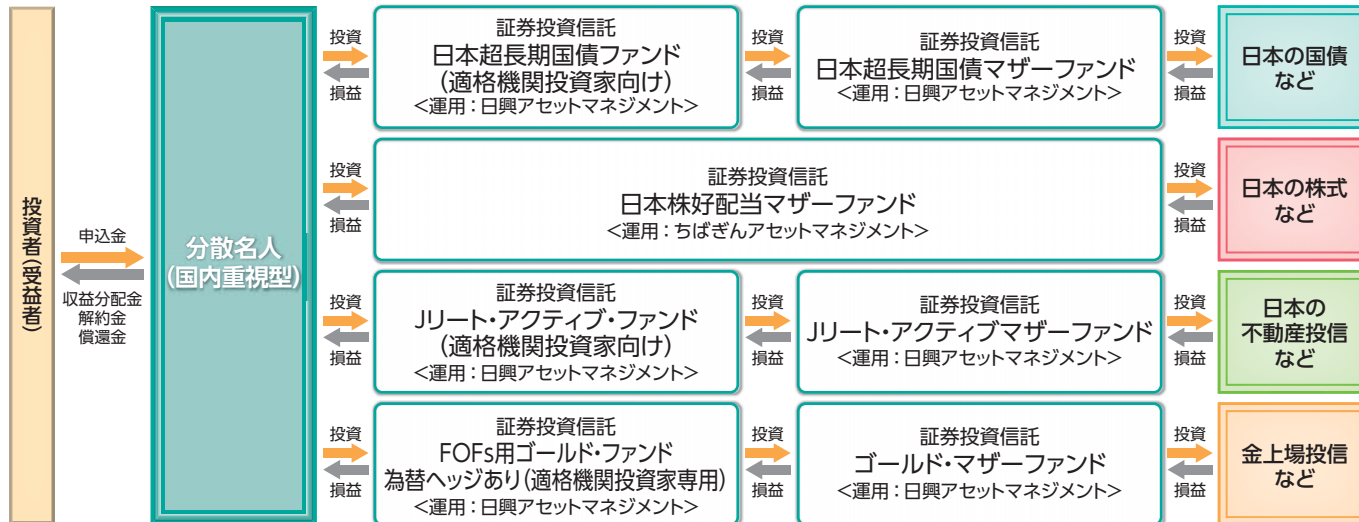 投資者(受益者)
申込金
収益分配金
解約金
償還金
分散名人
(国内重視型)
投資
損益
証券投資信託
日本超長期国債ファンド
(適格機関投資家向け)
<運用:日興アセットマネジメント>
投資
損益
証券投資信託
日本超長期国債マザーファンド
<運用:日興アセットマネジメント>
投資
損益
日本の国債
など
投資
損益
証券投資信託
日本株好配当マザーファンド
<運用:ちばぎんアセットマネジメント>
投資
損益
日本の株式
など
投資
損益
証券投資信託
Jリート・アクティブ・ファンド
(適格機関投資家向け)
<運用:日興アセットマネジメント>
投資
損益
証券投資信託
Jリート・アクティブマザーファンド
<運用:日興アセットマネジメント>
投資
損益
日本の
不動産投信
など
投資
損益
証券投資信託
FOFs用ゴールド・ファンド
為替ヘッジあり(適格機関投資家専用)
<運用:日興アセットマネジメント>
投資
損益
証券投資信託
ゴールド・マザーファンド
<運用:日興アセットマネジメント>
投資
損益
金上場投信
など